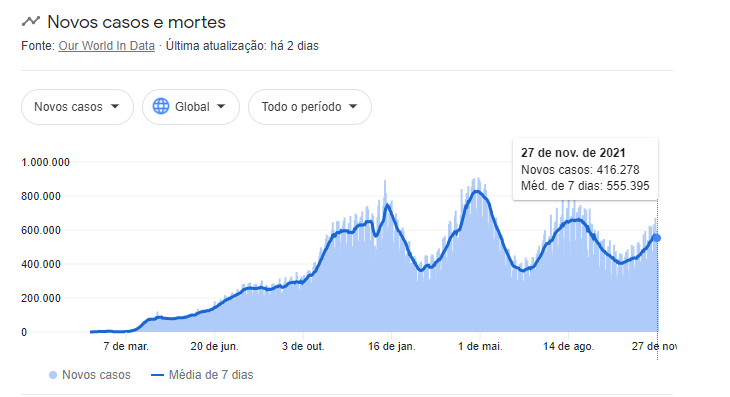 Novos casos e mortes
Fonte: Our World In Data · Última atualização: há 2 dias
Novos casos
Global
Todo o período
27 de nov. de 2021
Novos casos: 416.278
Méd. de 7 dias: 555.395
1.000.000
800.000
600.000
400.000
200.000
0
7 de mar.
20 de jun.
3 de out.
16 de jan.
1 de mai.
14 de ago.
27 de nov
Novos casos
Média de 7 dias